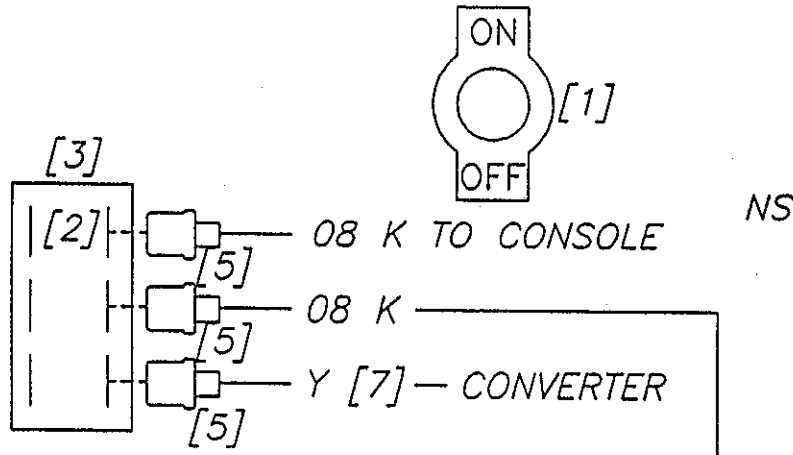 ON
[1]
OFF
[3]
[2]
08 K TO CONSOLE
NS
[5]
08 K
[5]
Y [7] — CONVERTER
[5]